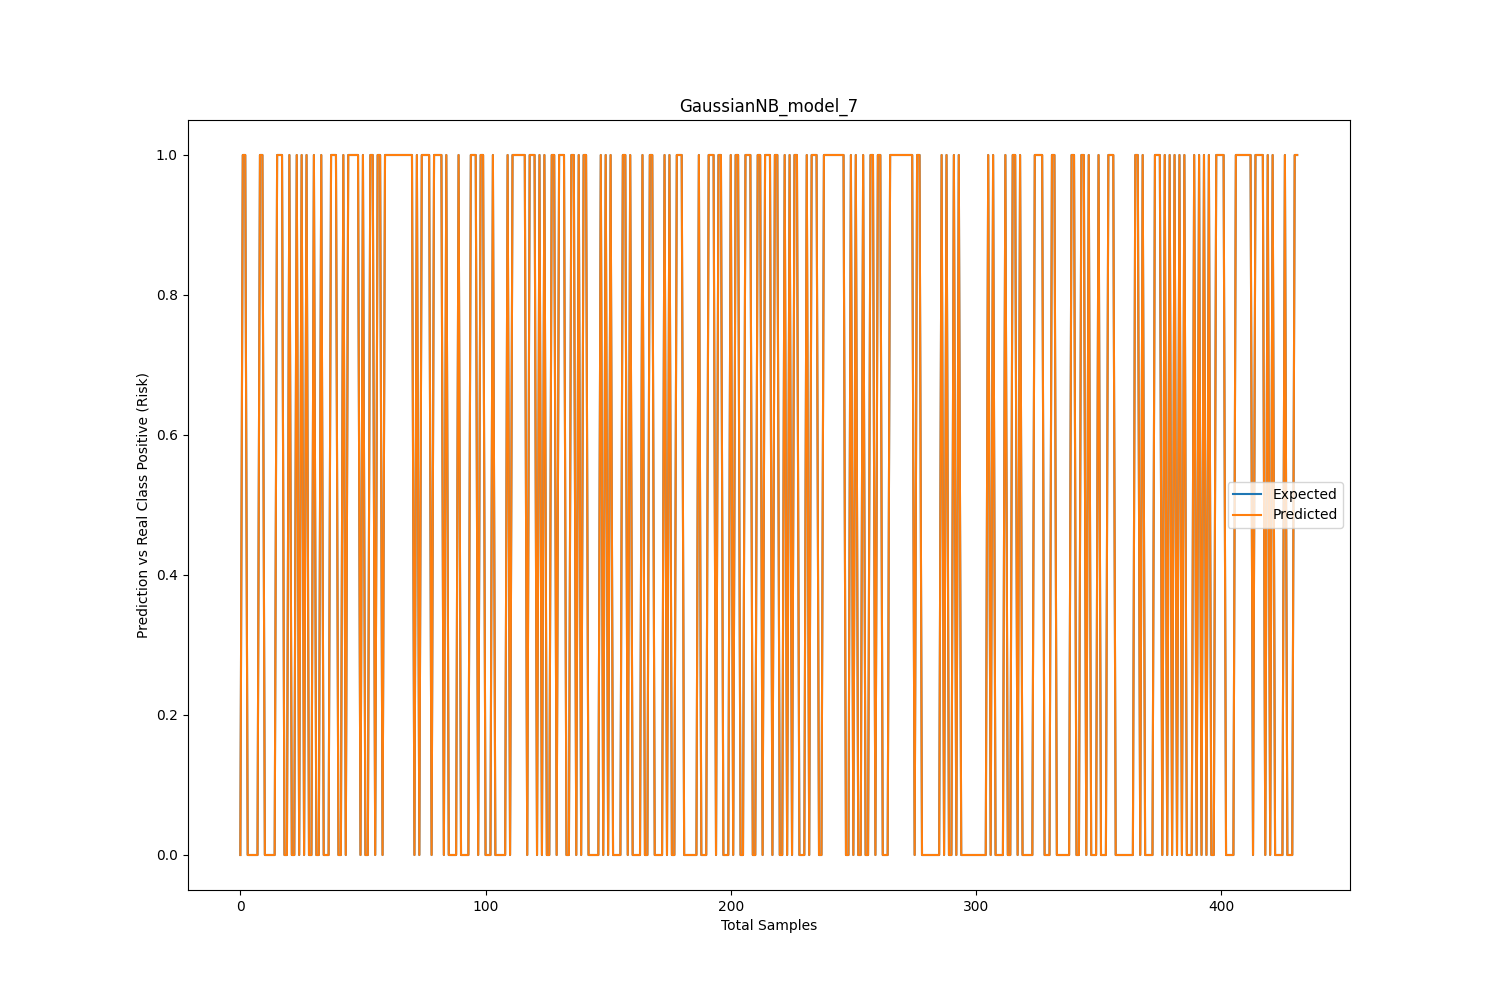 GaussianNB_model_7
1.0
0.8
0.6
0.4
0.2
0.0
Prediction vs Real Class Positive (Risk)
Expected
Predicted
0 100 200 300 400
Total Samples